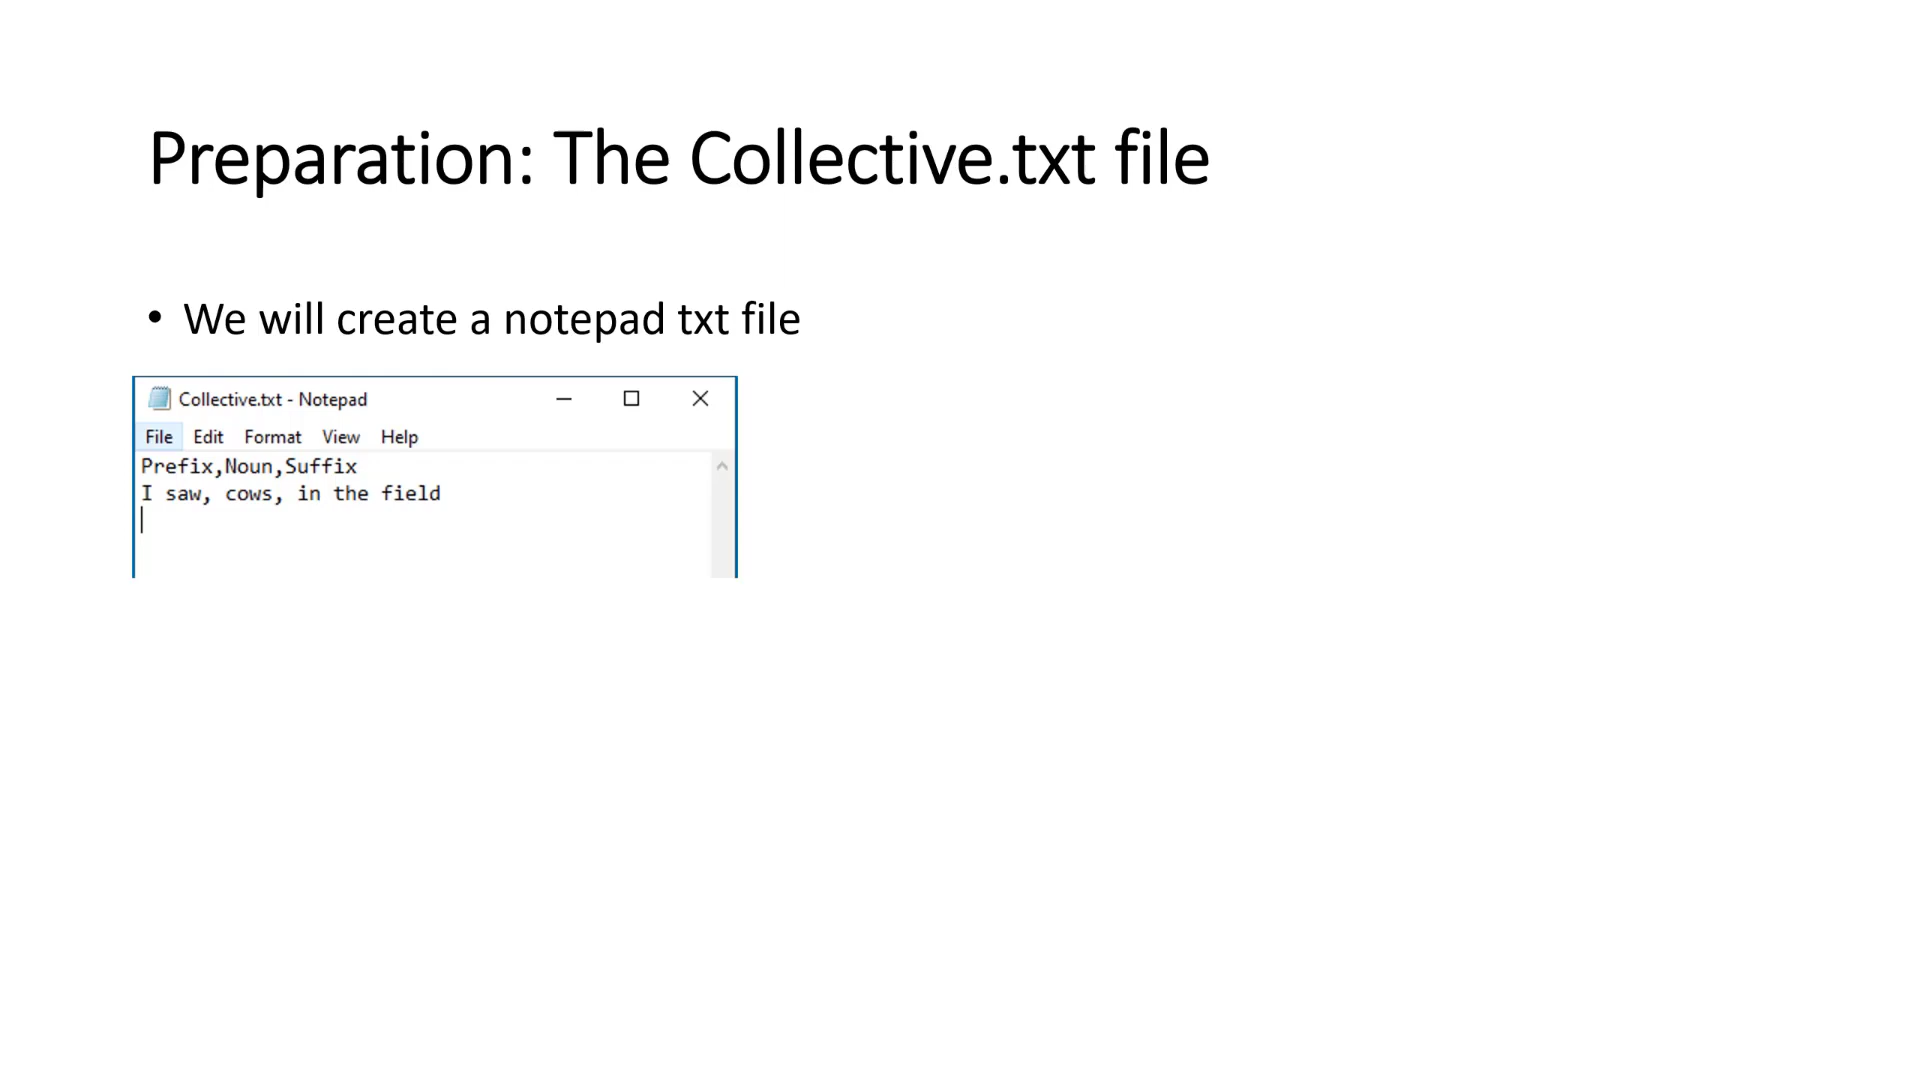 Preparation: The Collective.txt file
• We will create a notepad txt file
Collective.txt - Notepad
File Edit Format View Help
Prefix,Noun,Suffix
I saw, cows, in the field